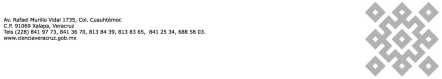 Av. Rafael Murillo Vidal 1735, Col. Cuauhtémoc
C.P. 91069 Xalapa, Veracruz
Tels (228) 841 97 73, 841 36 70, 813 84 39, 813 83 65, 841 25 34, 688 58 03.
www.cienciaveracruz.gob.mx